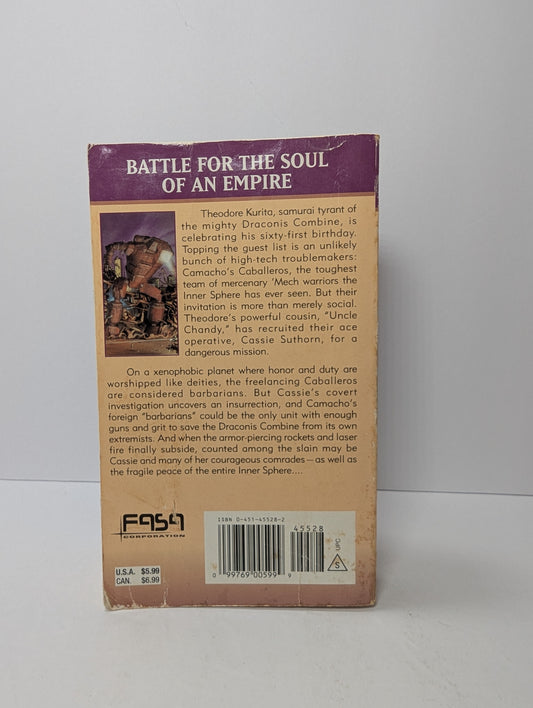 BATTLE FOR THE SOUL
OF AN EMPIRE
Theodore Kurita, samurai tyrant of
the mighty Draconis Combine, is
celebrating his sixty-first birthday.
Topping the guest list is an unlikely
bunch of high-tech troublemakers:
Camacho's Caballeros, the toughest
team of mercenary 'Mech warriors the
Inner Sphere has ever seen. But their
invitation is more than merely social.
Theodore's powerful cousin, "Uncle
Chandy," has recruited their ace
operative, Cassie Suthorn, for a
dangerous mission.
On a xenophobic planet where honor and duty are
worshipped like deities, the freelancing Caballeros
are considered barbarians. But Cassie's covert
investigation uncovers an insurrection, and Camacho's
foreign "barbarians" could be the only unit with enough
guns and grit to save the Draconis Combine from its own
extremists. And when the armor-piercing rockets and laser
fire finally subside, counted among the slain may be
Cassie and many of her courageous comrades—as well as
the fragile peace of the entire Inner Sphere....
FASA
CORPORATION
U.S.A. $5.99
CAN. $6.99
ISBN 0-451-45528-2
45528
0 99769 00599 9
UPC
S